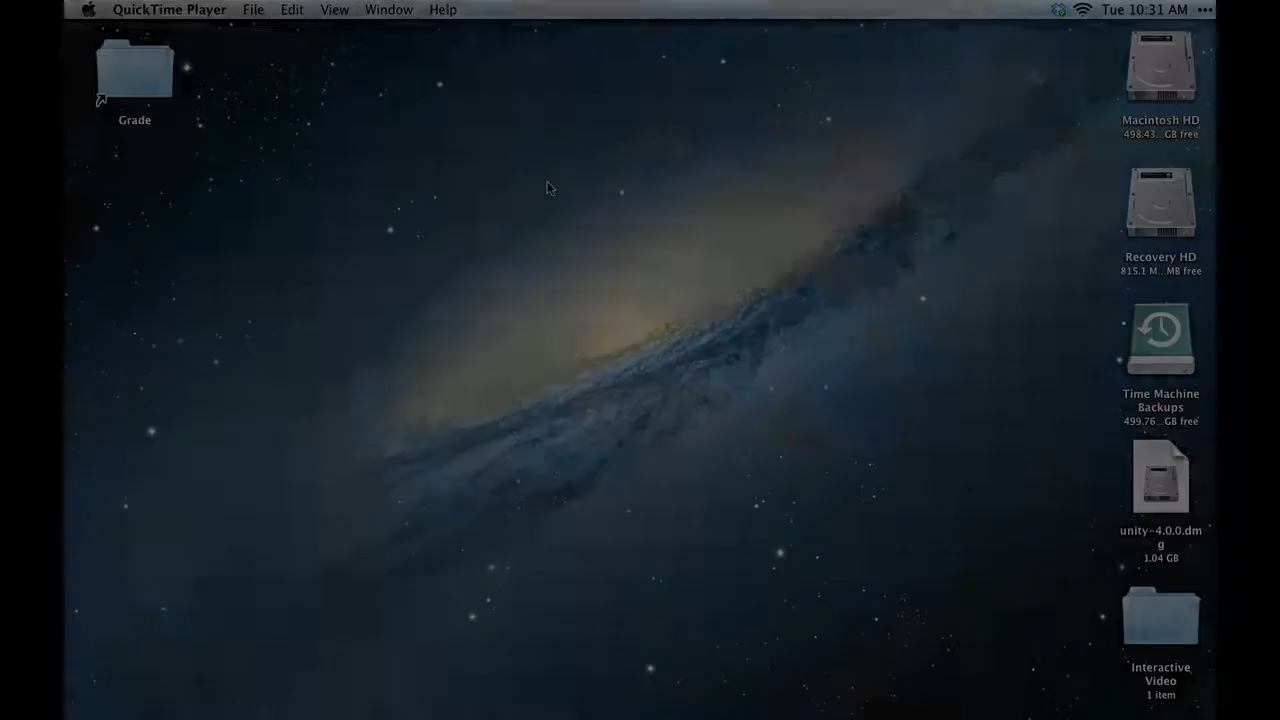 QuickTime Player File Edit View Window Help Tue 10:31 AM
Grade
Macintosh HD
498.43...GB free
Recovery HD
815.1 M...MB free
Time Machine
Backups
499.76...GB free
unity-4.0.0.dm
g
1.04 GB
Interactive
Video
1 item